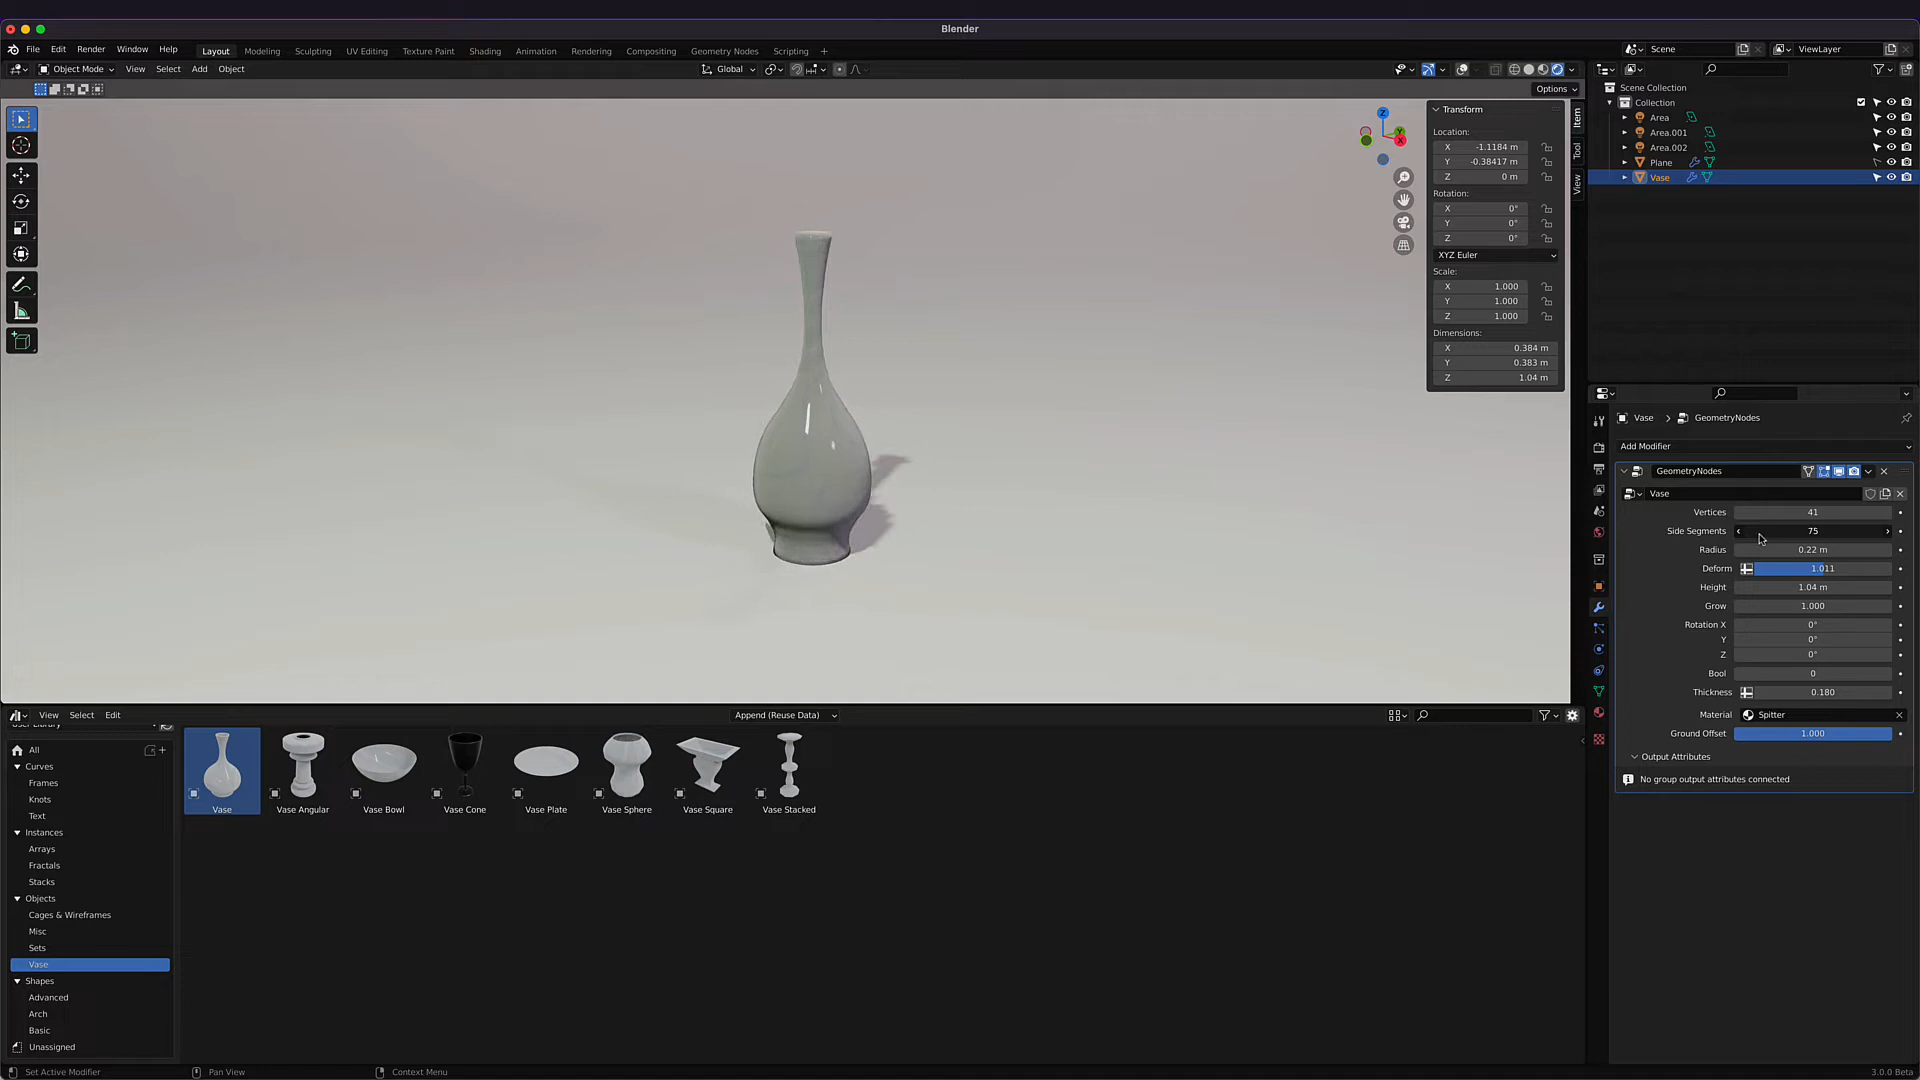 Blender
File Edit Render Window Help Layout Modeling Sculpting UV Editing Texture Paint Shading Animation Rendering Compositing Geometry Nodes Scripting + Scene ViewLayer
Object Mode View Select Add Object Global
Options
Transform
Location:
X -1.1184 m
Y -0.38417 m
Z 0 m
Rotation:
X 0°
Y 0°
Z 0°
XYZ Euler
Scale:
X 1.000
Y 1.000
Z 1.000
Dimensions:
X 0.384 m
Y 0.383 m
Z 1.04 m
Item
Tool
View
Z
Y
X
Scene Collection
Collection
Area
Area.001
Area.002
Plane
Vase
Vase > GeometryNodes
Add Modifier
GeometryNodes
Vase
Vertices 41
Side Segments 75
Radius 0.22 m
Deform 1.011
Height 1.04 m
Grow 1.000
Rotation X 0°
Y 0°
Z 0°
Bool 0
Thickness 0.180
Material Spitter
Ground Offset 1.000
Output Attributes
No group output attributes connected
View Select Edit Append (Reuse Data)
All
Curves
Frames
Knots
Text
Instances
Arrays
Fractals
Stacks
Objects
Cages & Wireframes
Misc
Sets
Vase
Shapes
Advanced
Arch
Basic
Unassigned
Vase Vase Angular Vase Bowl Vase Cone Vase Plate Vase Sphere Vase Square Vase Stacked
Set Active Modifier Pan View Context Menu 3.0.0 Beta